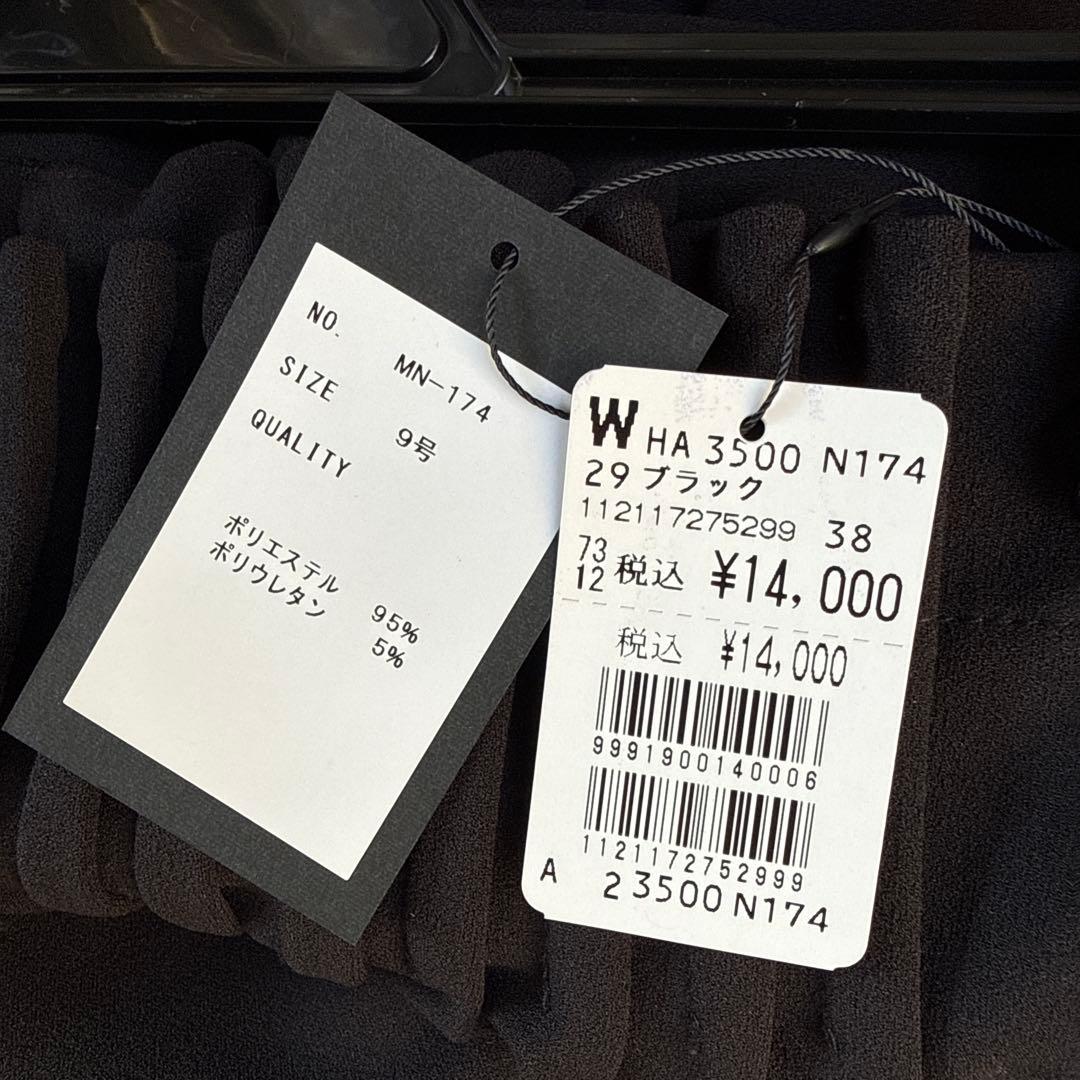 NO. MN-174
SIZE 9号
QUALITY
ポリエステル 95%
ポリウレタン 5%
W HA 3500 N174
29 ブラック
112117275299 38
73
12 税込 ¥14,000
税込 ¥14,000
9991900140006
1121172752999
A 23500 N174